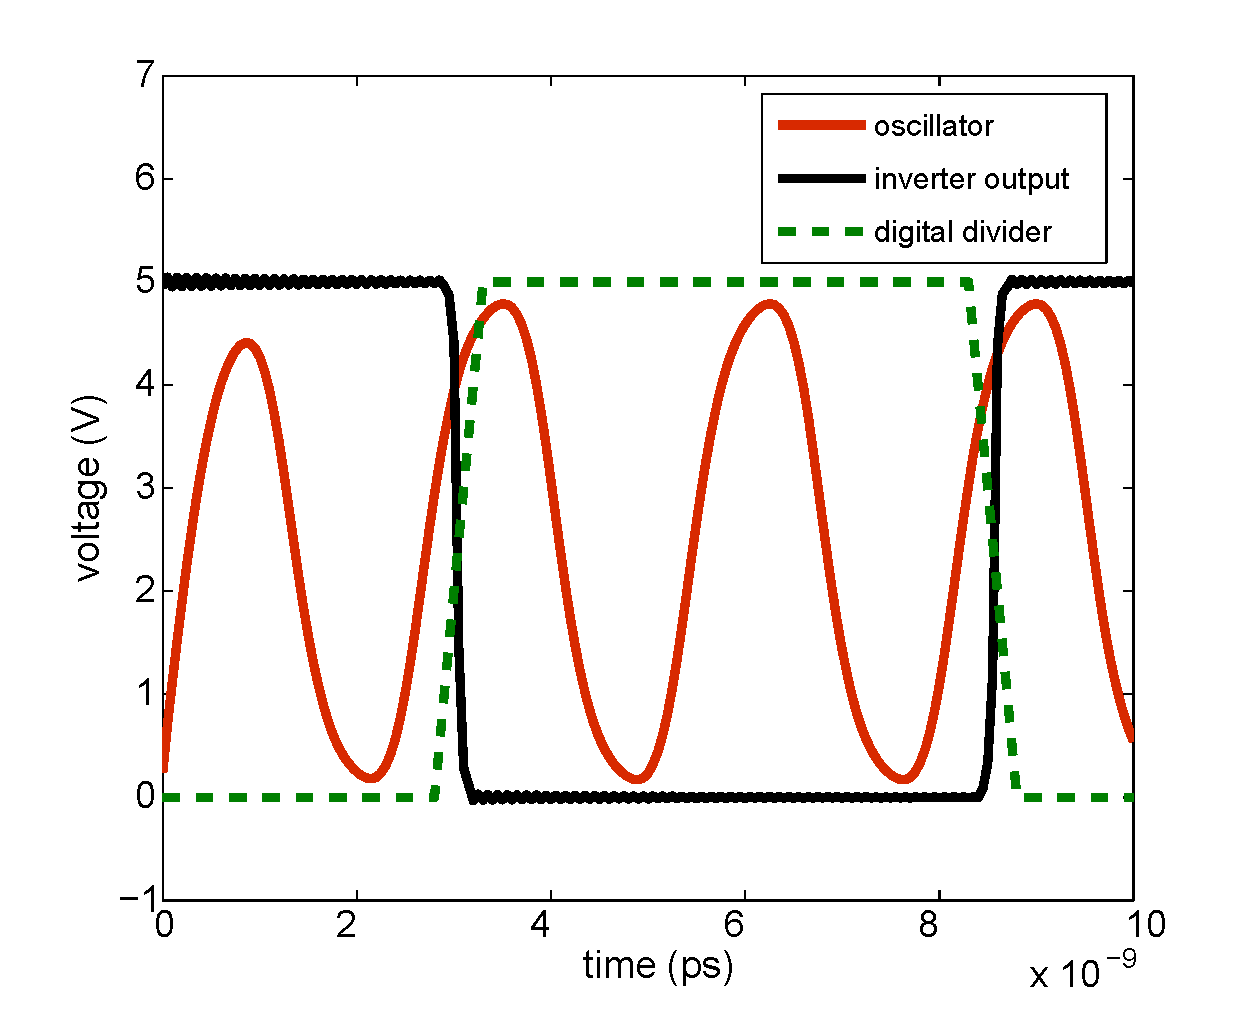 7
6
5
4
3
2
1
0
−1
voltage (V)
oscillator
inverter output
digital divider
0 2 4 6 8 10
time (ps)
x 10⁻⁹